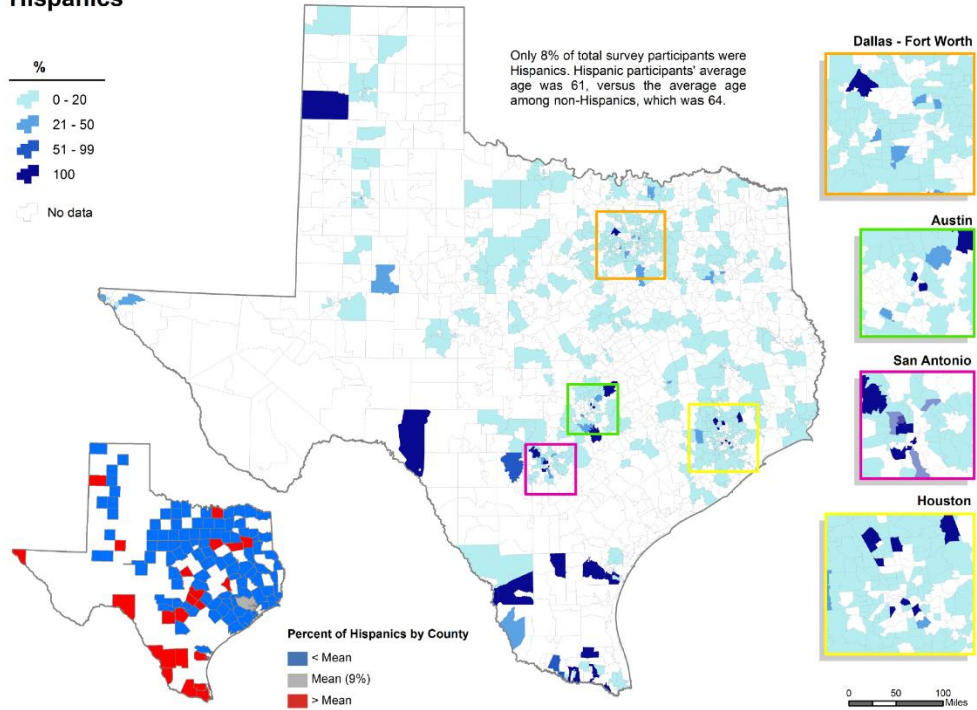 Hispanics
%
0 - 20
21 - 50
51 - 99
100
No data
Only 8% of total survey participants were
Hispanics. Hispanic participants' average
age was 61, versus the average age
among non-Hispanics, which was 64.
Dallas - Fort Worth
Austin
San Antonio
Houston
Percent of Hispanics by County
< Mean
Mean (9%)
> Mean
0 50 100
Miles